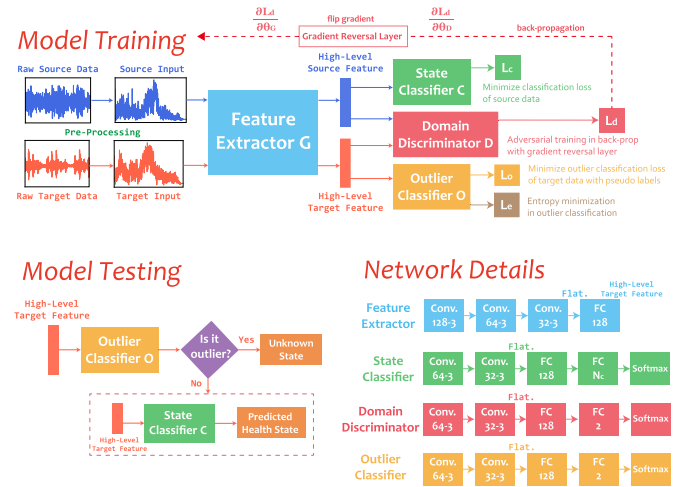 Model Training
∂L_d
∂θ_G
flip gradient
Gradient Reversal Layer
∂L_d
∂θ_D
back-propagation
Raw Source Data
Source Input
Pre-Processing
Raw Target Data
Target Input
Feature
Extractor G
High-Level
Source Feature
High-Level
Target Feature
State
Classifier C
L_c
Minimize classification loss
of source data
Domain
Discriminator D
L_d
Adversarial training in back-prop
with gradient reversal layer
Outlier
Classifier O
L_o
Minimize outlier classification loss
of target data with pseudo labels
L_e
Entropy minimization
in outlier classification
Model Testing
High-Level
Target Feature
Outlier
Classifier O
Is it
outlier?
Yes
Unknown
State
No
High-Level
Target Feature
State
Classifier C
Predicted
Health State
Network Details
High-Level
Target Feature
Flat.
Feature
Extractor
Conv.
128-3
Conv.
64-3
Conv.
32-3
FC
128
Flat.
State
Classifier
Conv.
64-3
Conv.
32-3
FC
128
FC
N_c
Softmax
Flat.
Domain
Discriminator
Conv.
64-3
Conv.
32-3
FC
128
FC
2
Softmax
Flat.
Outlier
Classifier
Conv.
64-3
Conv.
32-3
FC
128
FC
2
Softmax